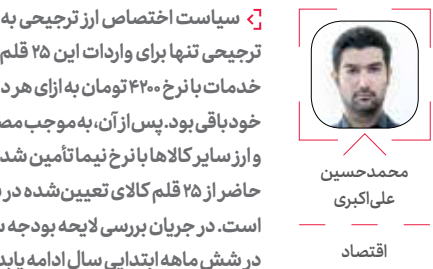 سیاست اختصاص ارز ترجیحی به
ترجیحی تنها برای واردات این ۲۵ قلم
خدمات با نرخ ۴۲۰۰ تومان به ازای هر د
خود باقی بود. پس از آن، به موجب مص
و ارز سایر کالاها با نرخ نیما تأمین شد
حاضر از ۲۵ قلم کالای تعیین‌شده در
است. در جریان بررسی لایحه بودجه
در شش ماهه ابتدایی سال ادامه یابد
محمدحسین
علی‌اکبری
اقتصاد